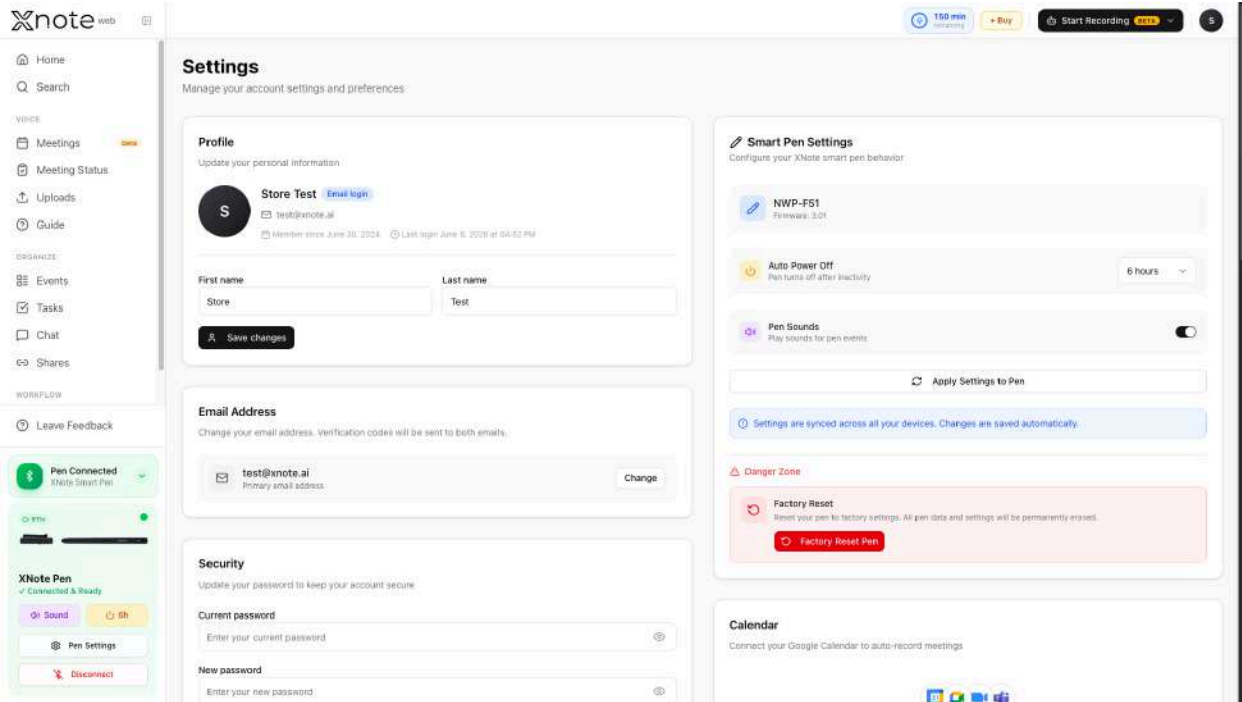 Xnote web
150 min
remaining
+ Buy
Start Recording BETA
S
Home
Search
VOICE
Meetings beta
Meeting Status
Uploads
Guide
ORGANIZE
Events
Tasks
Chat
Shares
WORKFLOW
Leave Feedback
Pen Connected
XNote Smart Pen
XNote Pen
✓ Connected & Ready
Sound
6h
Pen Settings
Disconnect
Settings
Manage your account settings and preferences
Profile
Update your personal information
S
Store Test Email login
test@xnote.ai
Member since June 30, 2024 Last login June 8, 2026 at 04:52 PM
First name
Last name
Store
Test
Save changes
Email Address
Change your email address. Verification codes will be sent to both emails.
test@xnote.ai
Primary email address
Change
Security
Update your password to keep your account secure
Current password
Enter your current password
New password
Enter your new password
Smart Pen Settings
Configure your XNote smart pen behavior
NWP-F51
Firmware: 3.01
Auto Power Off
Pen turns off after inactivity
6 hours
Pen Sounds
Play sounds for pen events
Apply Settings to Pen
Settings are synced across all your devices. Changes are saved automatically.
Danger Zone
Factory Reset
Reset your pen to factory settings. All pen data and settings will be permanently erased.
Factory Reset Pen
Calendar
Connect your Google Calendar to auto-record meetings